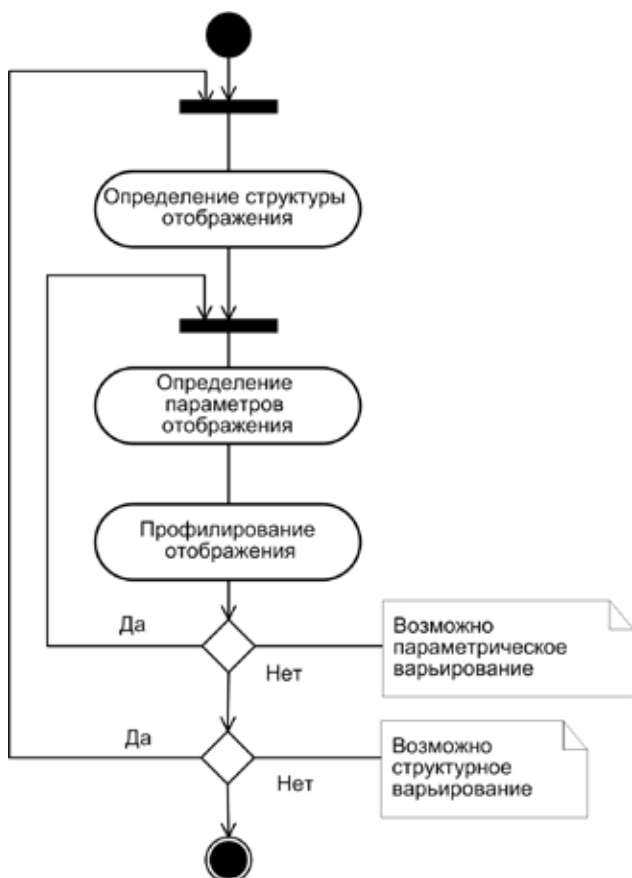 Определение структуры
отображения
Определение
параметров
отображения
Профилирование
отображения
Да
Возможно
параметрическое
варьирование
Нет
Да
Возможно
структурное
варьирование
Нет